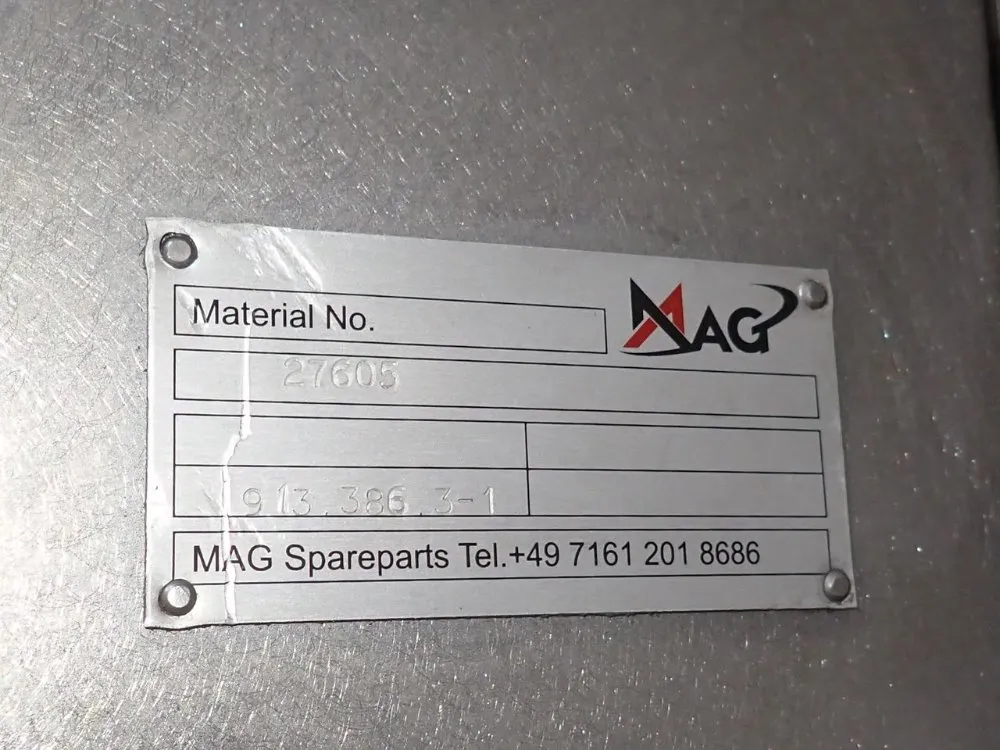 Material No.
MAG
27605
913.386.3-1
MAG Spareparts Tel.+49 7161 201 8686